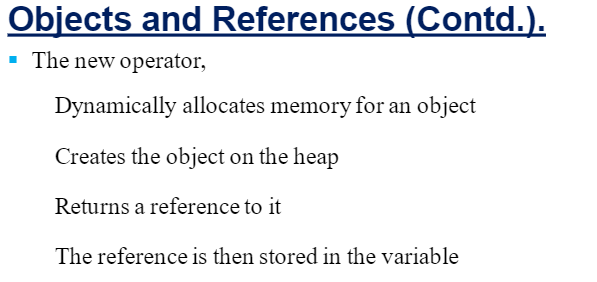 Objects and References (Contd.).
The new operator,
Dynamically allocates memory for an object
Creates the object on the heap
Returns a reference to it
The reference is then stored in the variable